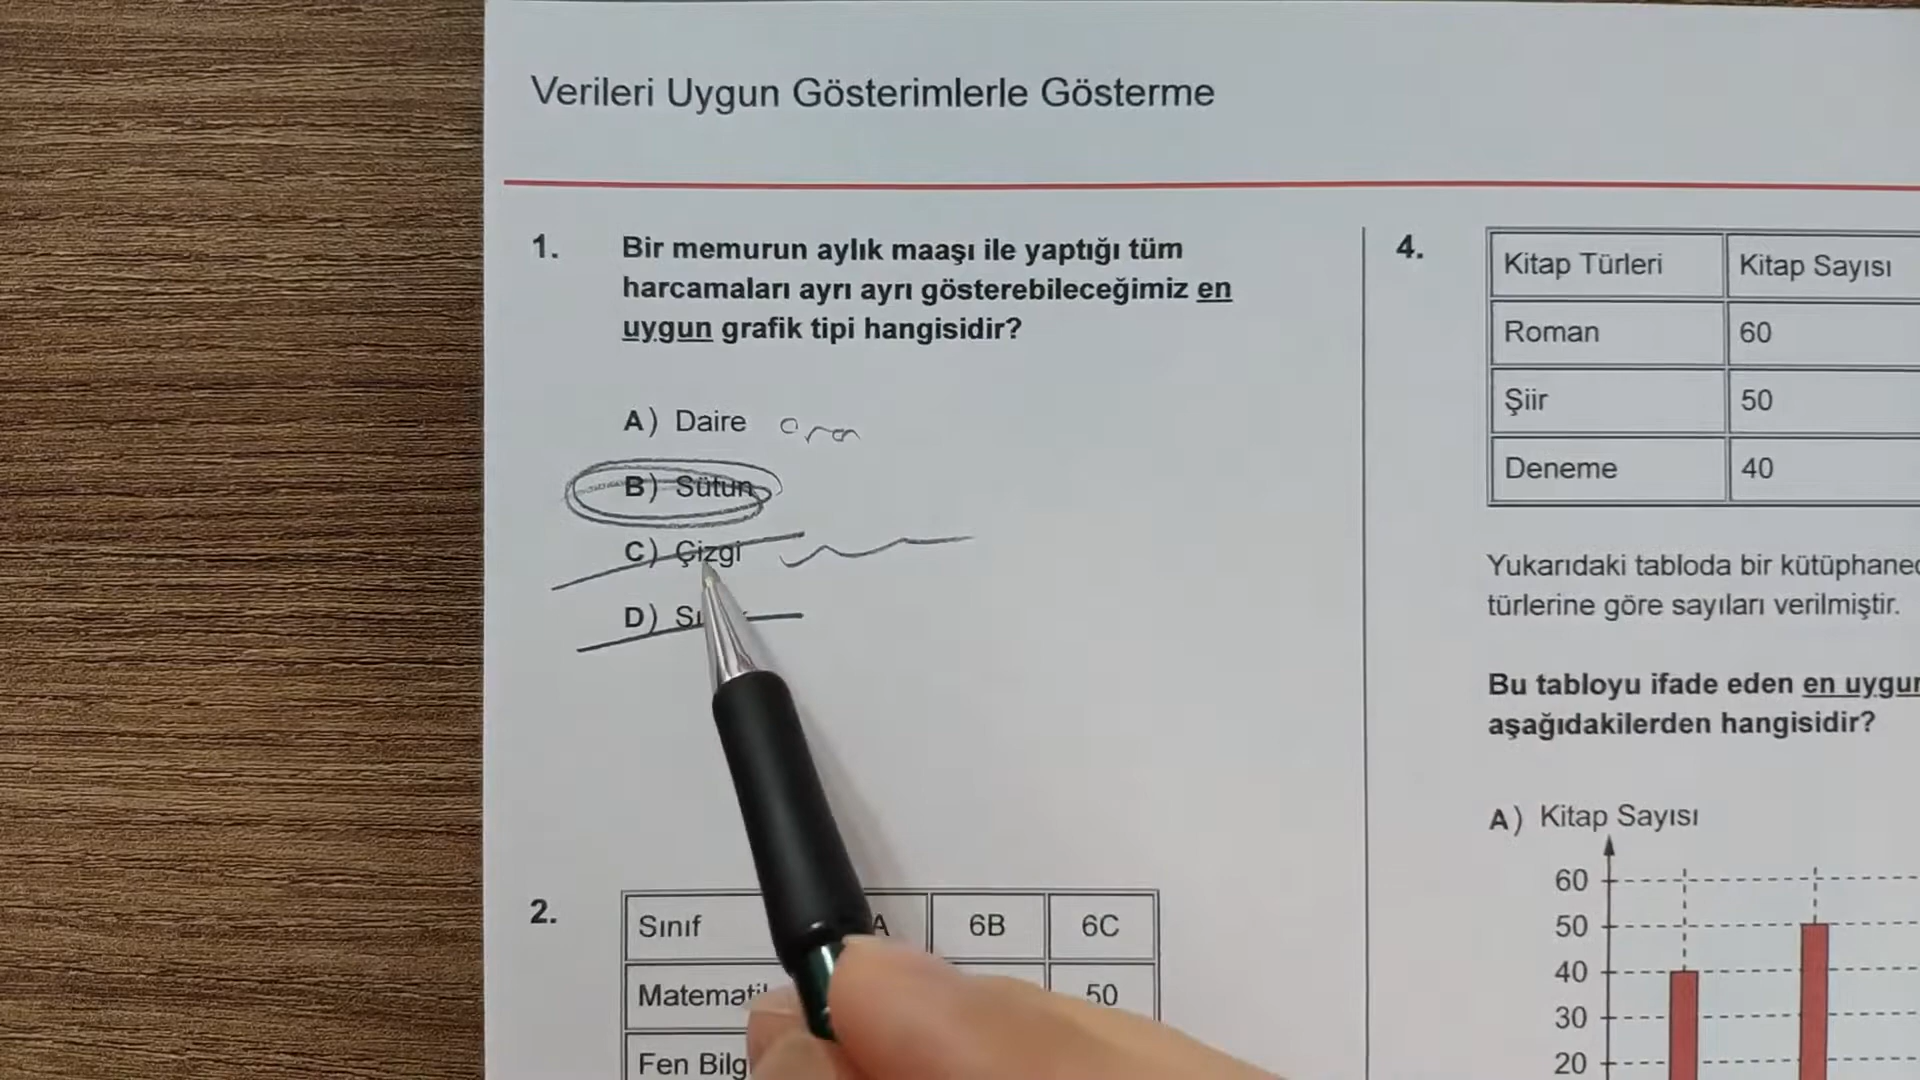 Verileri Uygun Gösterimlerle Gösterme
1. Bir memurun aylık maaşı ile yaptığı tüm
harcamaları ayrı ayrı gösterebileceğimiz en
uygun grafik tipi hangisidir?
A) Daire oran
B) Sütun
C) Çizgi
D)
2.
Sınıf 6B 6C
50
4.
Kitap Türleri Kitap Sayısı
Roman 60
Şiir 50
Deneme 40
Yukarıdaki tabloda bir
türlerine göre sayıları verilmiştir.
Bu tabloyu ifade eden en
aşağıdakilerden hangisidir?
A) Kitap Sayısı
60
50
40
30
20